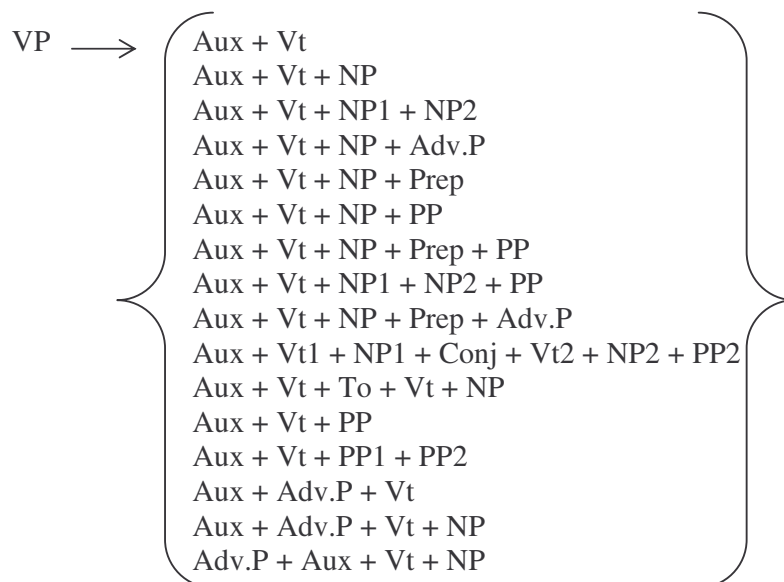 VP ⟶ Aux + Vt
Aux + Vt + NP
Aux + Vt + NP1 + NP2
Aux + Vt + NP + Adv.P
Aux + Vt + NP + Prep
Aux + Vt + NP + PP
Aux + Vt + NP + Prep + PP
Aux + Vt + NP1 + NP2 + PP
Aux + Vt + NP + Prep + Adv.P
Aux + Vt1 + NP1 + Conj + Vt2 + NP2 + PP2
Aux + Vt + To + Vt + NP
Aux + Vt + PP
Aux + Vt + PP1 + PP2
Aux + Adv.P + Vt
Aux + Adv.P + Vt + NP
Adv.P + Aux + Vt + NP